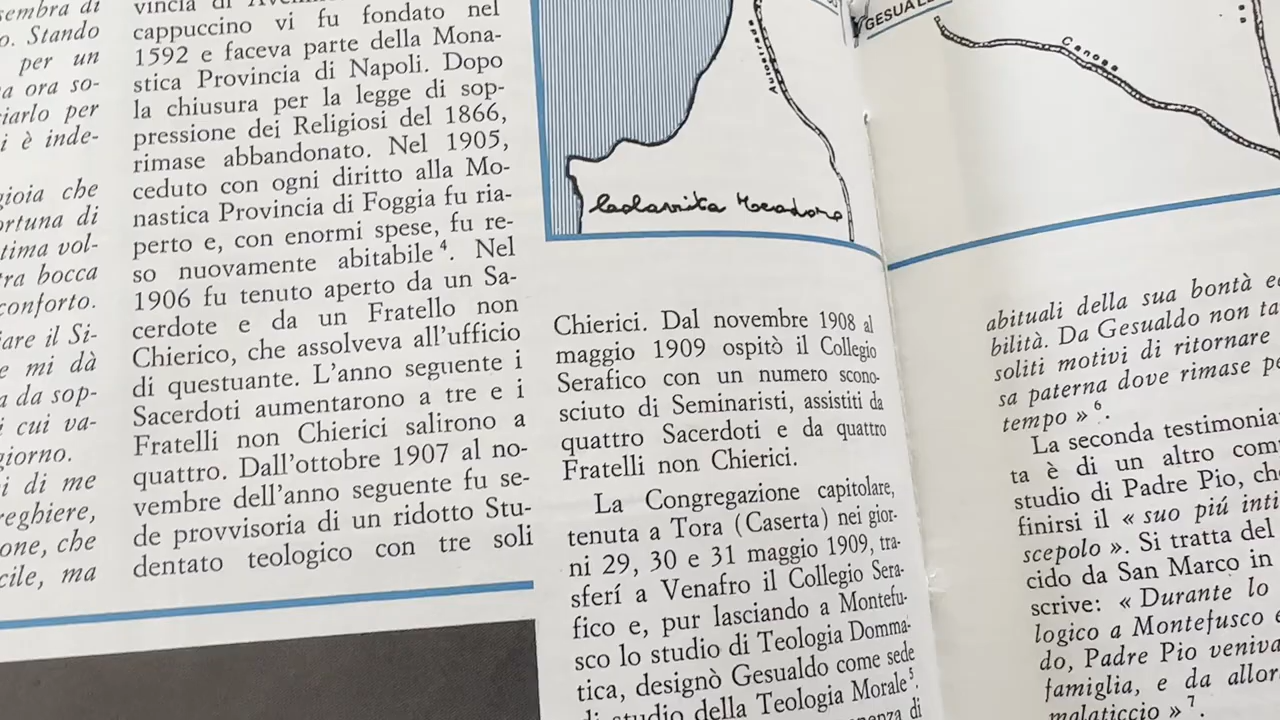 sembra di
o. Stando
per un
a ora so-
ciarlo per
i è inde-
gioia che
ortuna di
tima vol-
tra bocca
conforto.
iare il Si-
e mi dà
a da sop-
i cui va-
giorno.
i di me
reghiere,
one, che
cile, ma
vincia di
cappuccino vi fu fondato nel
1592 e faceva parte della Mona-
stica Provincia di Napoli. Dopo
la chiusura per la legge di sop-
pressione dei Religiosi del 1866,
rimase abbandonato. Nel 1905,
ceduto con ogni diritto alla Mo-
nastica Provincia di Foggia fu ria-
perto e, con enormi spese, fu re-
so nuovamente abitabile 4. Nel
1906 fu tenuto aperto da un Sa-
cerdote e da un Fratello non
Chierico, che assolveva all'ufficio
di questuante. L'anno seguente i
Sacerdoti aumentarono a tre e i
Fratelli non Chierici salirono a
quattro. Dall'ottobre 1907 al no-
vembre dell'anno seguente fu se-
de provvisoria di un ridotto Stu-
dentato teologico con tre soli
Autostrada
Canosa
Chierici. Dal novembre 1908 al
maggio 1909 ospitò il Collegio
Serafico con un numero scono-
sciuto di Seminaristi, assistiti da
quattro Sacerdoti e da quattro
Fratelli non Chierici.
La Congregazione capitolare,
tenuta a Tora (Caserta) nei gior-
ni 29, 30 e 31 maggio 1909, tra-
sferí a Venafro il Collegio Sera-
fico e, pur lasciando a Montefu-
sco lo studio di Teologia Domma-
tica, designò Gesualdo come sede
di studio della Teologia Morale 5.
abituali della sua bontà e
bilità. Da Gesualdo non ta
soliti motivi di ritornare
sa paterna dove rimase pe
tempo » 6.
La seconda testimonia
ta è di un altro com
studio di Padre Pio, ch
finirsi il « suo piú inti
scepolo ». Si tratta del
cido da San Marco in
scrive: « Durante lo
logico a Montefusco e
do, Padre Pio veniva
famiglia, e da allor
malaticcio » 7.